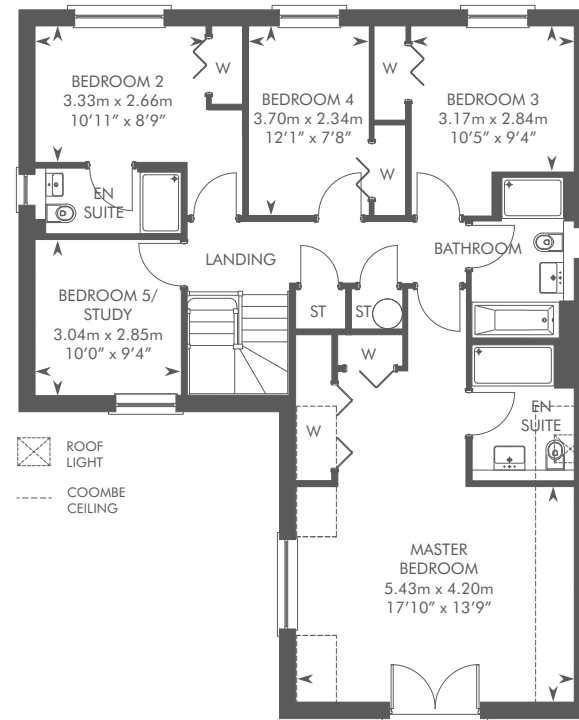 BEDROOM 2
3.33m x 2.66m
10’11” x 8’9”
W
BEDROOM 4
3.70m x 2.34m
12’1” x 7’8”
W
W
BEDROOM 3
3.17m x 2.84m
10’5” x 9’4”
EN
SUITE
LANDING
BATHROOM
BEDROOM 5/
STUDY
3.04m x 2.85m
10’0” x 9’4”
ST
ST
W
W
EN
SUITE
ROOF
LIGHT
COOMBE
CEILING
MASTER
BEDROOM
5.43m x 4.20m
17’10” x 13’9”